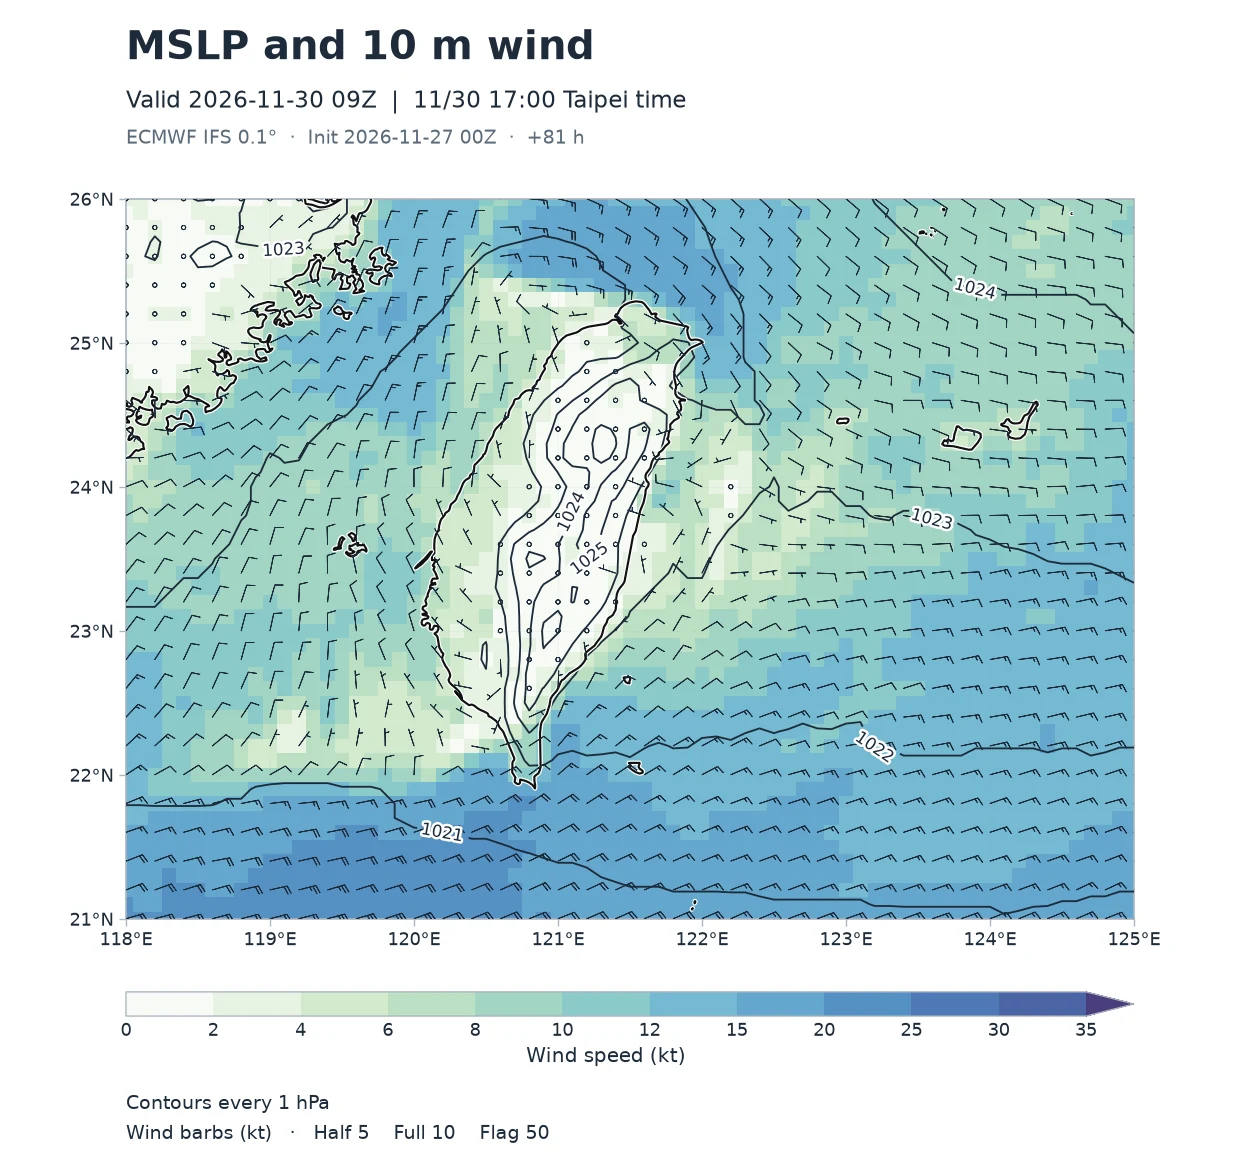 MSLP and 10 m wind
Valid 2026-11-30 09Z | 11/30 17:00 Taipei time
ECMWF IFS 0.1° · Init 2026-11-27 00Z · +81 h
26°N
25°N
24°N
23°N
22°N
21°N
1023
1024
1024
1025
1023
1022
1021
118°E 119°E 120°E 121°E 122°E 123°E 124°E 125°E
0 2 4 6 8 10 12 15 20 25 30 35
Wind speed (kt)
Contours every 1 hPa
Wind barbs (kt) · Half 5 Full 10 Flag 50